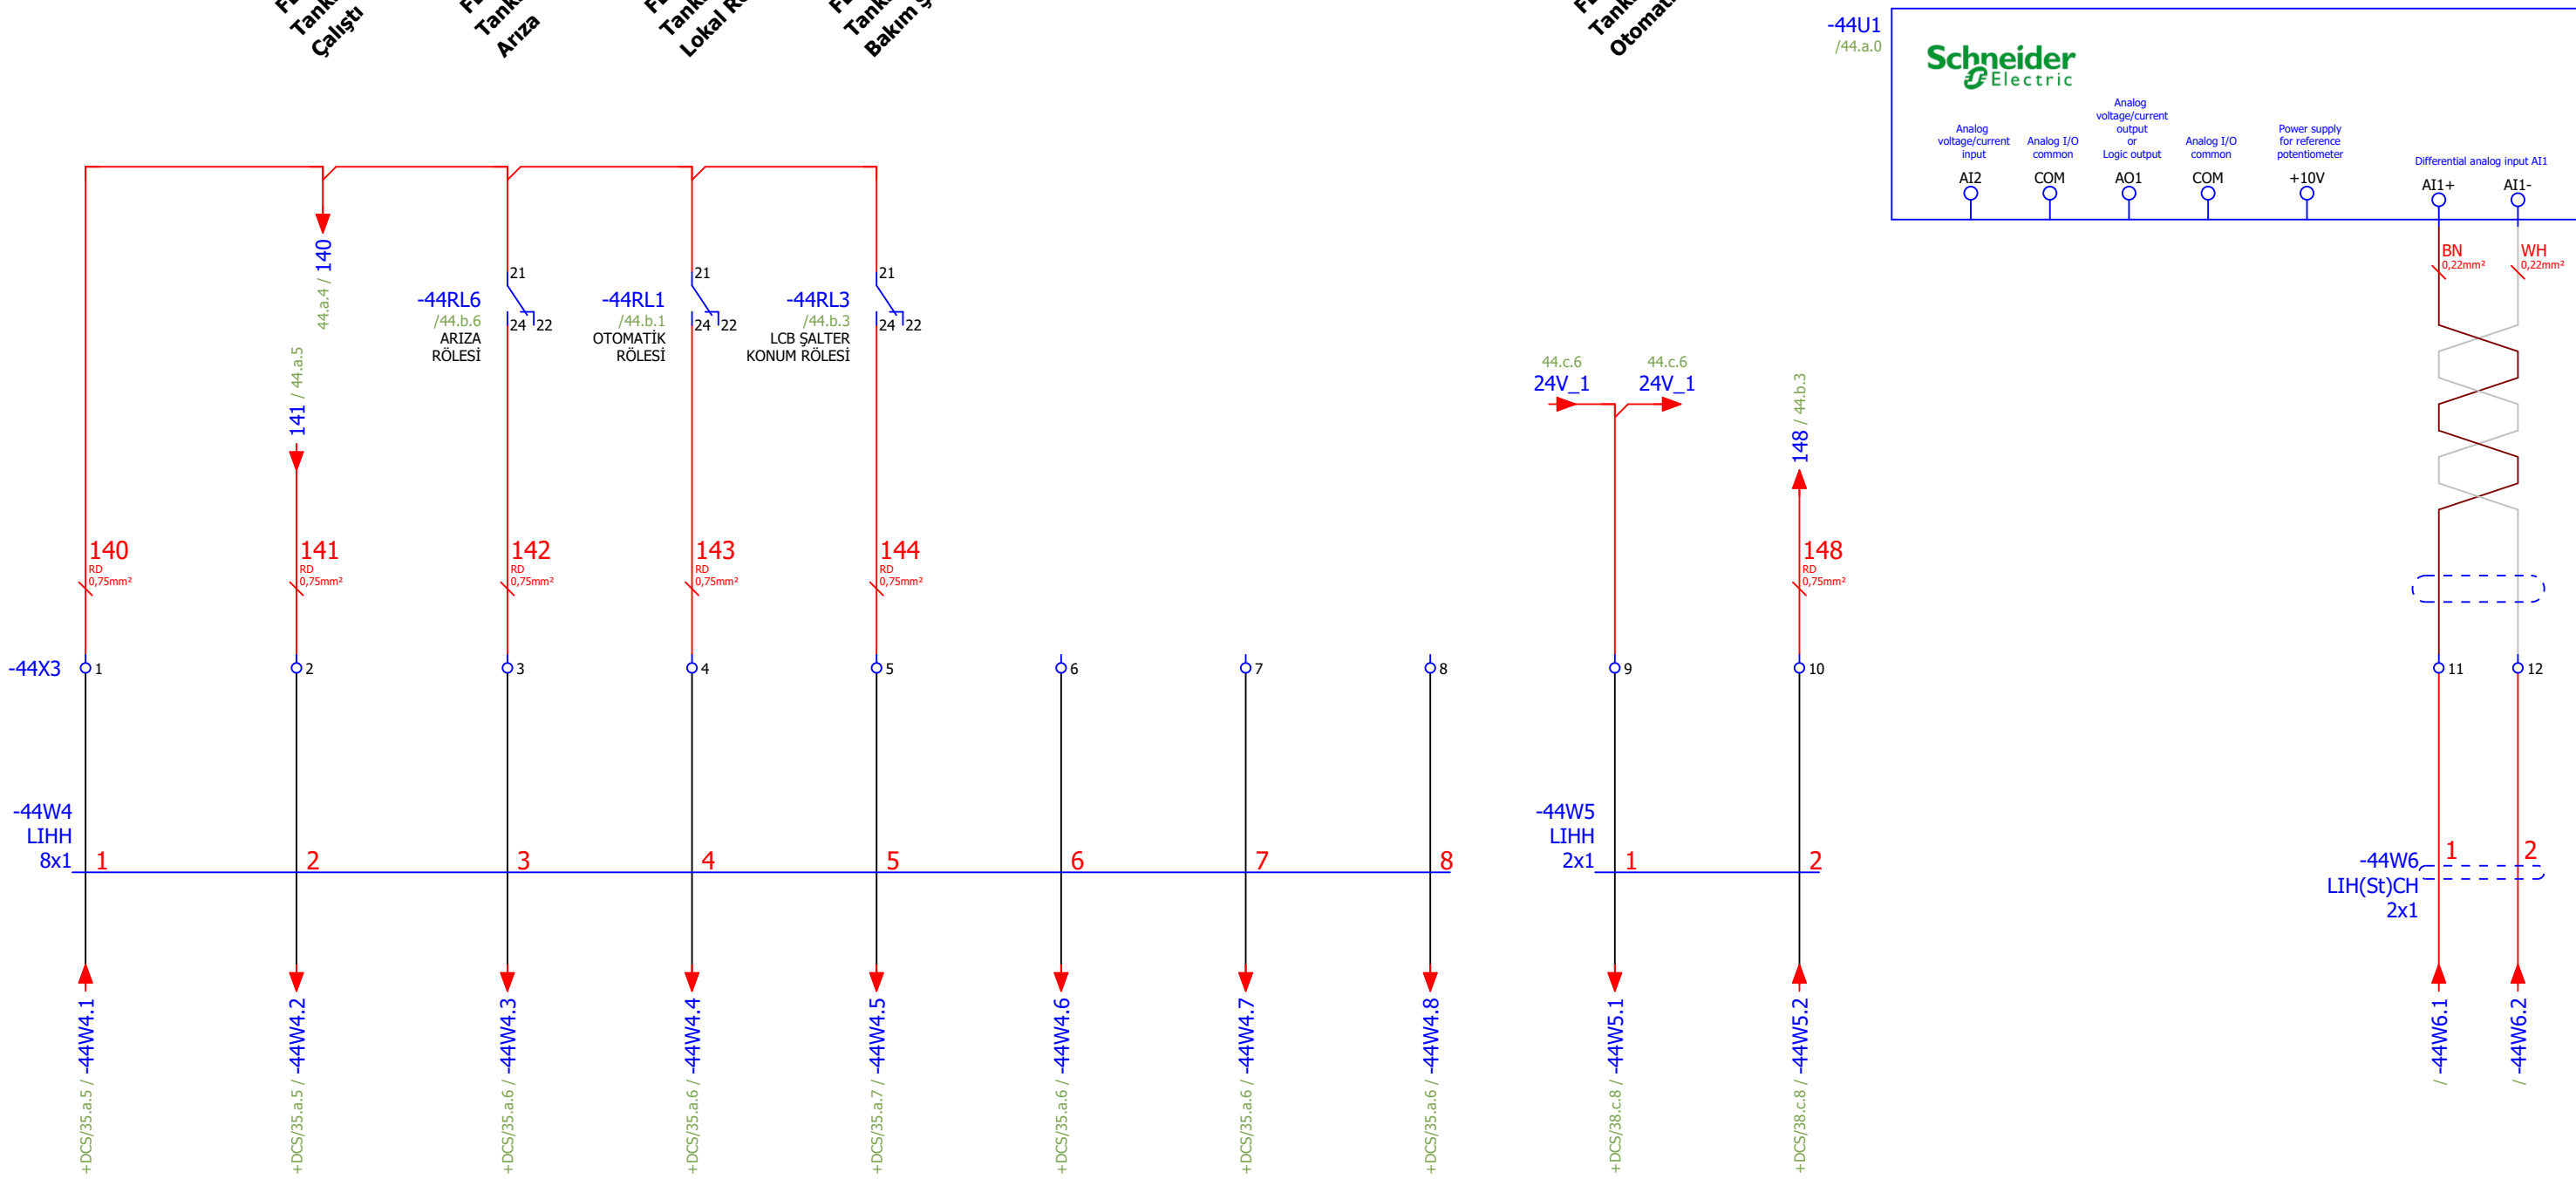 Tank
Çalıştı
Tank
Arıza
Tank
Lokal
Tank
Bakım
Tank
-44U1
/44.a.0
Schneider
Electric
Analog
voltage/current
input
AI2
Analog I/O
common
COM
Analog
voltage/current
output
or
Logic output
AO1
Analog I/O
common
COM
Power supply
for reference
potentiometer
+10V
Differential analog input AI1
AI1+
AI1-
BN
0,22mm²
WH
0,22mm²
44.a.4 / 140
141 / 44.a.5
21
-44RL6
/44.b.6
24 22
ARIZA
RÖLESİ
21
-44RL1
/44.b.1
24 22
OTOMATİK
RÖLESİ
21
-44RL3
/44.b.3
24 22
LCB ŞALTER
KONUM RÖLESİ
44.c.6
24V_1
44.c.6
24V_1
148 / 44.b.3
140
RD
0,75mm²
141
RD
0,75mm²
142
RD
0,75mm²
143
RD
0,75mm²
144
RD
0,75mm²
148
RD
0,75mm²
-44X3 1 2 3 4 5 6 7 8 9 10 11 12
-44W4
LIHH
8x1
1 2 3 4 5 6 7 8
-44W5
LIHH
2x1
1 2
-44W6
LIH(St)CH
2x1
1 2
+DCS/35.a.5 / -44W4.1
+DCS/35.a.5 / -44W4.2
+DCS/35.a.6 / -44W4.3
+DCS/35.a.6 / -44W4.4
+DCS/35.a.7 / -44W4.5
+DCS/35.a.6 / -44W4.6
+DCS/35.a.6 / -44W4.7
+DCS/35.a.6 / -44W4.8
+DCS/38.c.8 / -44W5.1
+DCS/38.c.8 / -44W5.2
/ -44W6.1
/ -44W6.2